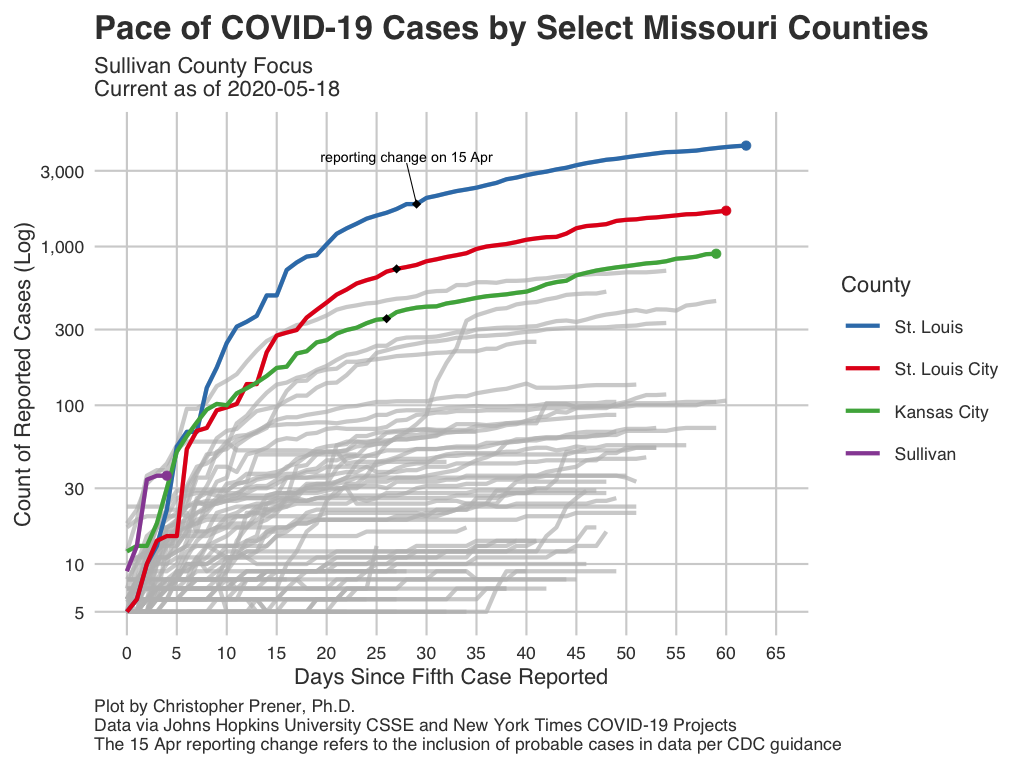 Pace of COVID-19 Cases by Select Missouri Counties
Sullivan County Focus
Current as of 2020-05-18
reporting change on 15 Apr
Count of Reported Cases (Log)
3,000
1,000
300
100
30
10
5
0 5 10 15 20 25 30 35 40 45 50 55 60 65
Days Since Fifth Case Reported
County
St. Louis
St. Louis City
Kansas City
Sullivan
Plot by Christopher Prener, Ph.D.
Data via Johns Hopkins University CSSE and New York Times COVID-19 Projects
The 15 Apr reporting change refers to the inclusion of probable cases in data per CDC guidance